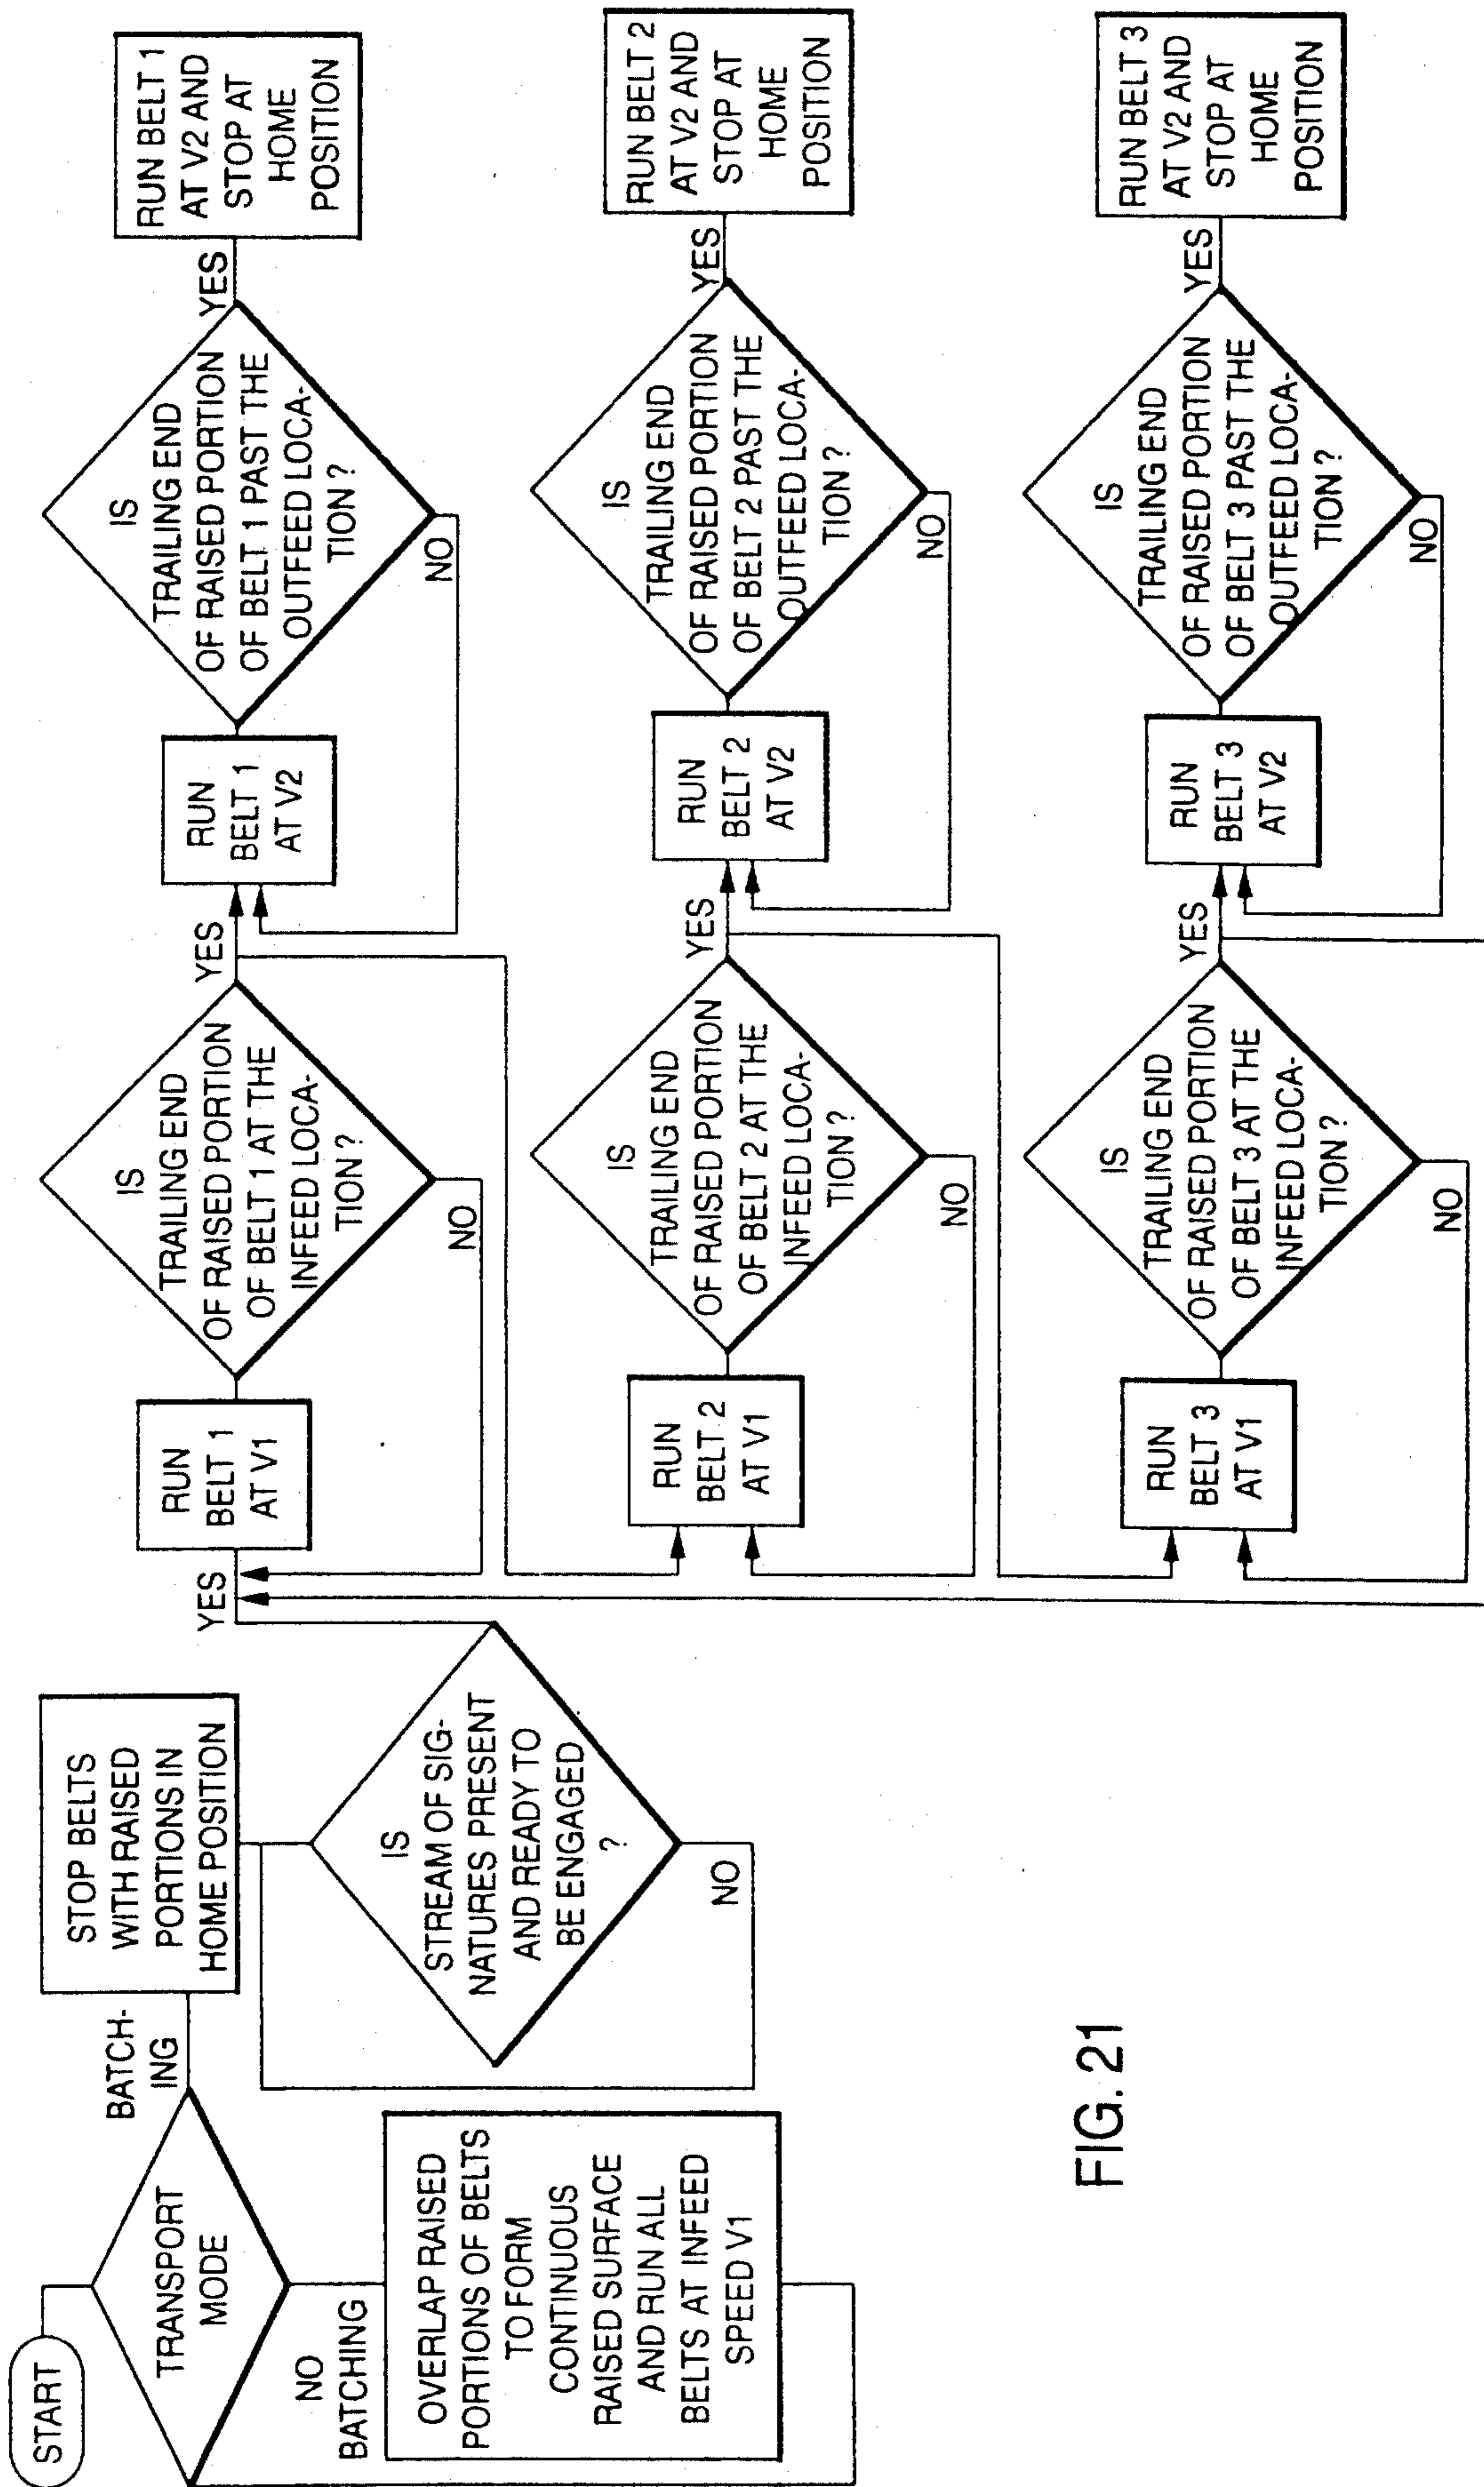 START
TRANSPORT
MODE
BATCH-
ING
NO
BATCHING
OVERLAP RAISED
PORTIONS OF BELTS
TO FORM
CONTINUOUS
RAISED SURFACE
AND RUN ALL
BELTS AT INFEED
SPEED V1
STOP BELTS
WITH RAISED
PORTIONS IN
HOME POSITION
IS
STREAM OF SIG-
NATURES PRESENT
AND READY TO
BE ENGAGED
?
NO
YES
RUN
BELT 1
AT V1
IS
TRAILING END
OF RAISED PORTION
OF BELT 1 AT THE
INFEED LOCA-
TION ?
NO
YES
RUN
BELT 1
AT V2
IS
TRAILING END
OF RAISED PORTION
OF BELT 1 PAST THE
OUTFEED LOCA-
TION ?
NO
YES
RUN BELT 1
AT V2 AND
STOP AT
HOME
POSITION
RUN
BELT 2
AT V1
IS
TRAILING END
OF RAISED PORTION
OF BELT 2 AT THE
INFEED LOCA-
TION ?
NO
YES
RUN
BELT 2
AT V2
IS
TRAILING END
OF RAISED PORTION
OF BELT 2 PAST THE
OUTFEED LOCA-
TION ?
NO
YES
RUN BELT 2
AT V2 AND
STOP AT
HOME
POSITION
RUN
BELT 3
AT V1
IS
TRAILING END
OF RAISED PORTION
OF BELT 3 AT THE
INFEED LOCA-
TION ?
NO
YES
RUN
BELT 3
AT V2
IS
TRAILING END
OF RAISED PORTION
OF BELT 3 PAST THE
OUTFEED LOCA-
TION ?
NO
YES
RUN BELT 3
AT V2 AND
STOP AT
HOME
POSITION
FIG. 21